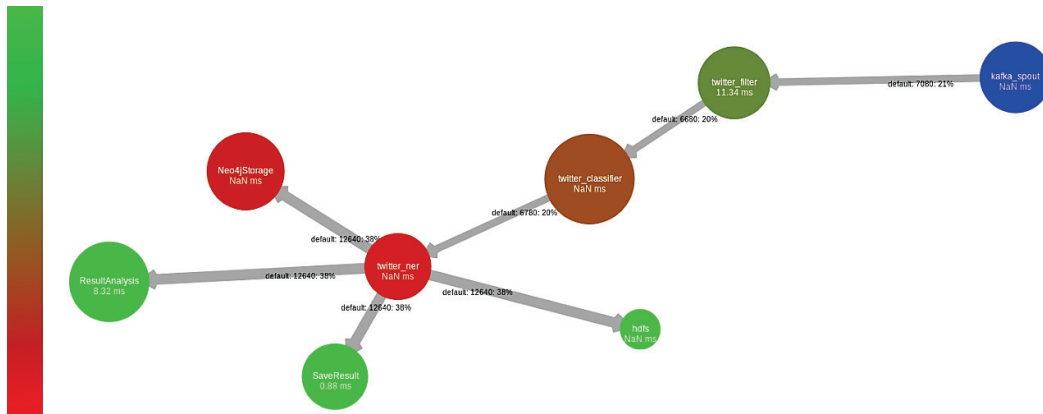 kafka_spout
NaN ms
default: 7080: 21%
twitter_filter
11.34 ms
default: 6680: 20%
twitter_classifier
NaN ms
default: 6780: 20%
Neo4jStorage
NaN ms
default: 12640: 38%
twitter_ner
NaN ms
ResultAnalysis
8.32 ms
default: 12640: 38%
default: 12640: 38%
default: 12640: 38%
hdfs
NaN ms
SaveResult
0.88 ms